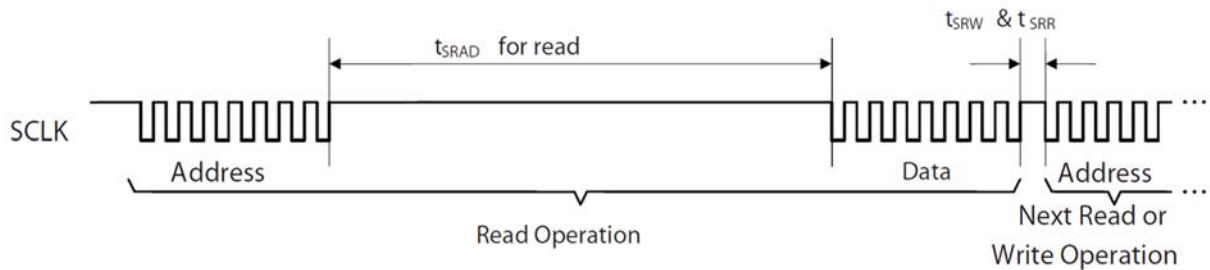 tSRW & tSRR
tSRAD for read
SCLK
...
Address
Data
Address
...
Read Operation
Next Read or
Write Operation